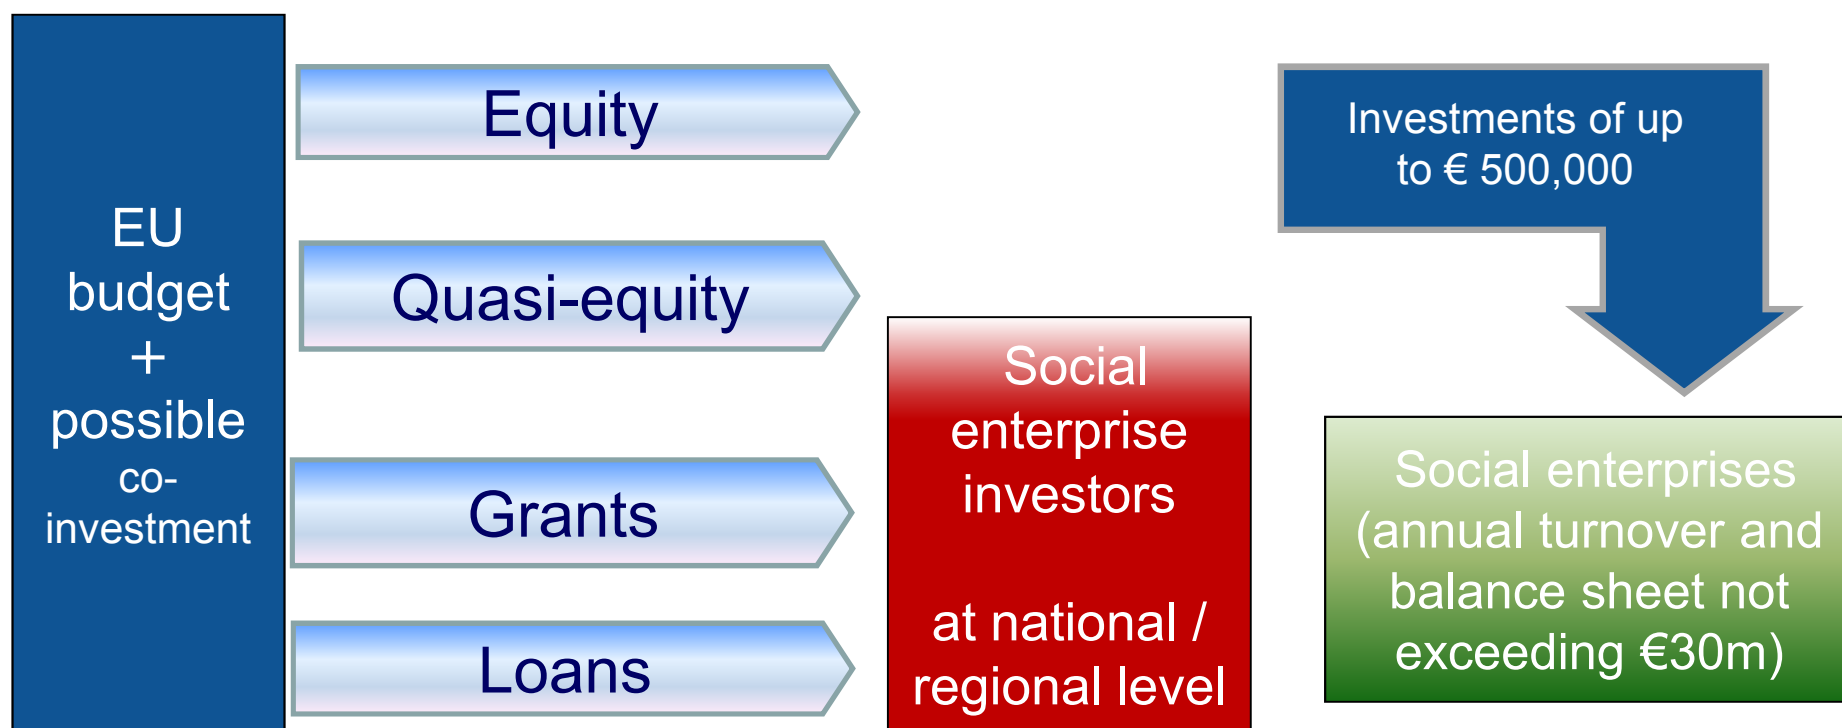 EU
budget
+
possible
co-
investment
Equity
Quasi-equity
Grants
Loans
Social
enterprise
investors
at national /
regional level
Investments of up
to € 500,000
Social enterprises
(annual turnover and
balance sheet not
exceeding €30m)